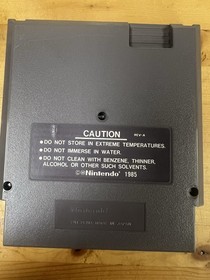 CAUTION
REV-A
● DO NOT STORE IN EXTREME TEMPERATURES.
● DO NOT IMMERSE IN WATER.
● DO NOT CLEAN WITH BENZENE, THINNER,
ALCOHOL OR OTHER SUCH SOLVENTS.
©®Nintendo® 1985
Nintendo